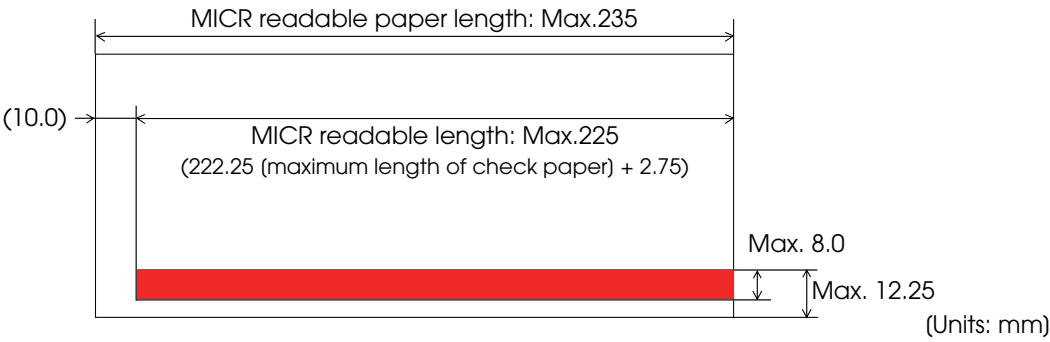 MICR readable paper length: Max.235
(10.0)
MICR readable length: Max.225
(222.25 (maximum length of check paper) + 2.75)
Max. 8.0
Max. 12.25
(Units: mm)